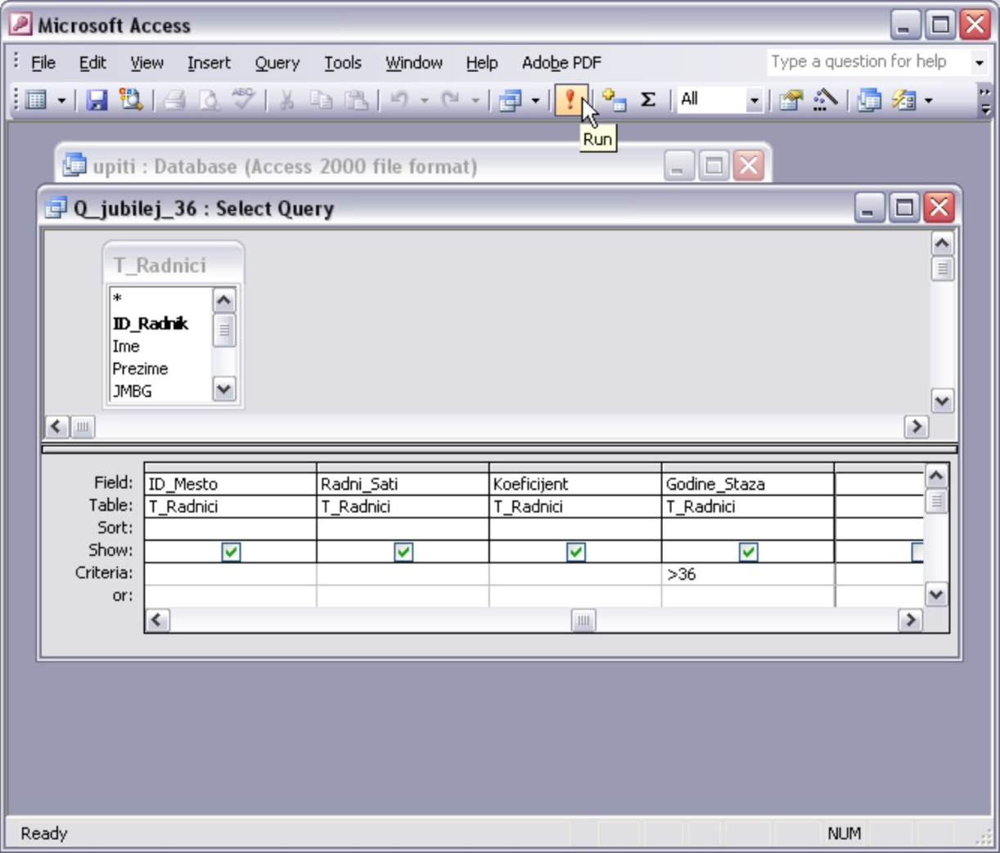 Microsoft Access
File Edit View Insert Query Tools Window Help Adobe PDF Type a question for help
ABC Σ All
Run
upiti : Database (Access 2000 file format)
Q_jubilej_36 : Select Query
T_Radnici
*
ID_Radnik
Ime
Prezime
JMBG
Field: ID_Mesto Radni_Sati Koeficijent Godine_Staza
Table: T_Radnici T_Radnici T_Radnici T_Radnici
Sort:
Show:
Criteria: >36
or:
Ready NUM